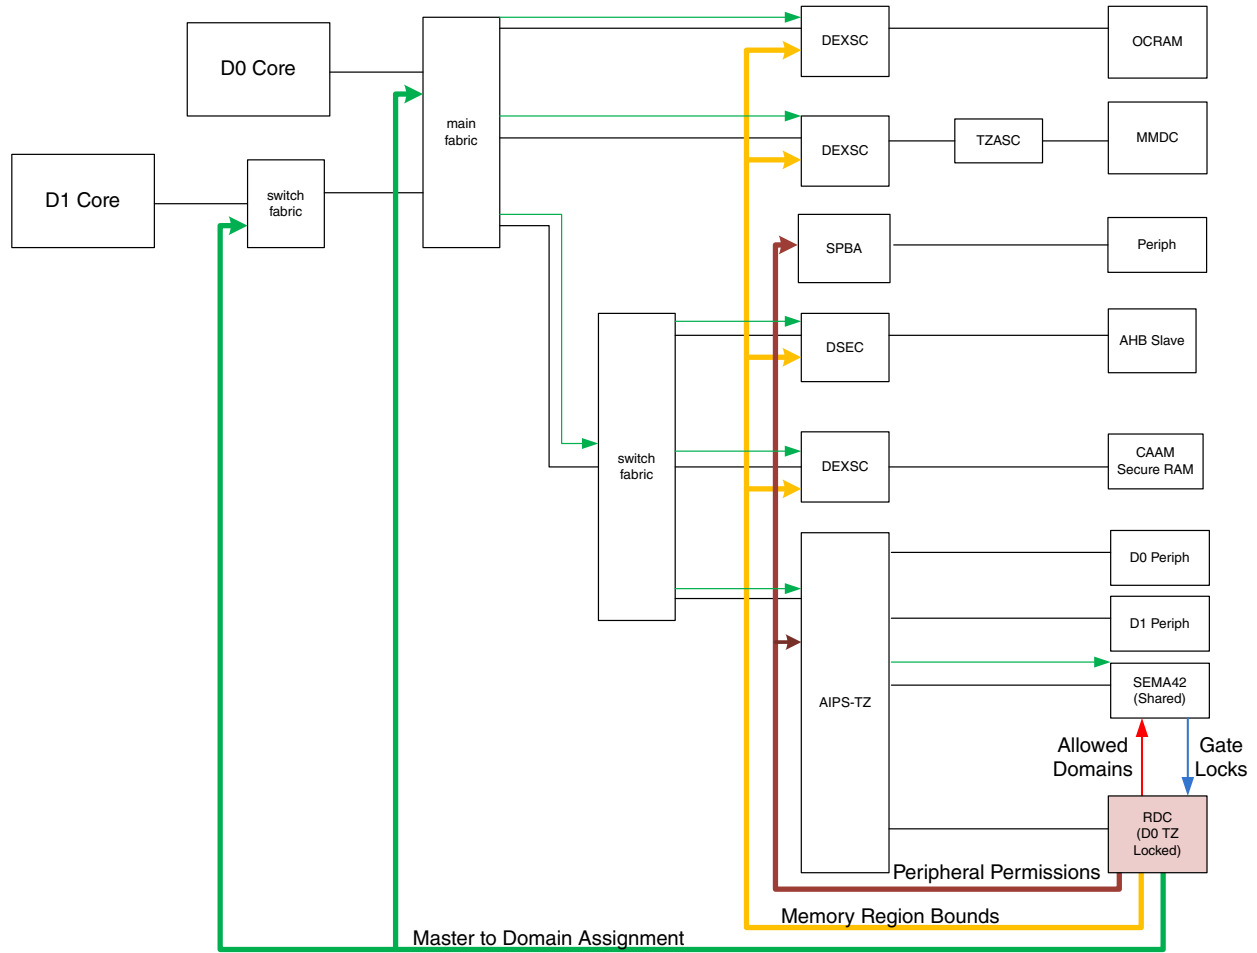 D0 Core
D1 Core
switch
fabric
main
fabric
DEXSC
OCRAM
DEXSC
TZASC
MMDC
SPBA
Periph
DSEC
AHB Slave
switch
fabric
DEXSC
CAAM
Secure RAM
AIPS-TZ
D0 Periph
D1 Periph
SEMA42
(Shared)
Allowed
Domains
Gate
Locks
RDC
(D0 TZ
Locked)
Peripheral Permissions
Memory Region Bounds
Master to Domain Assignment